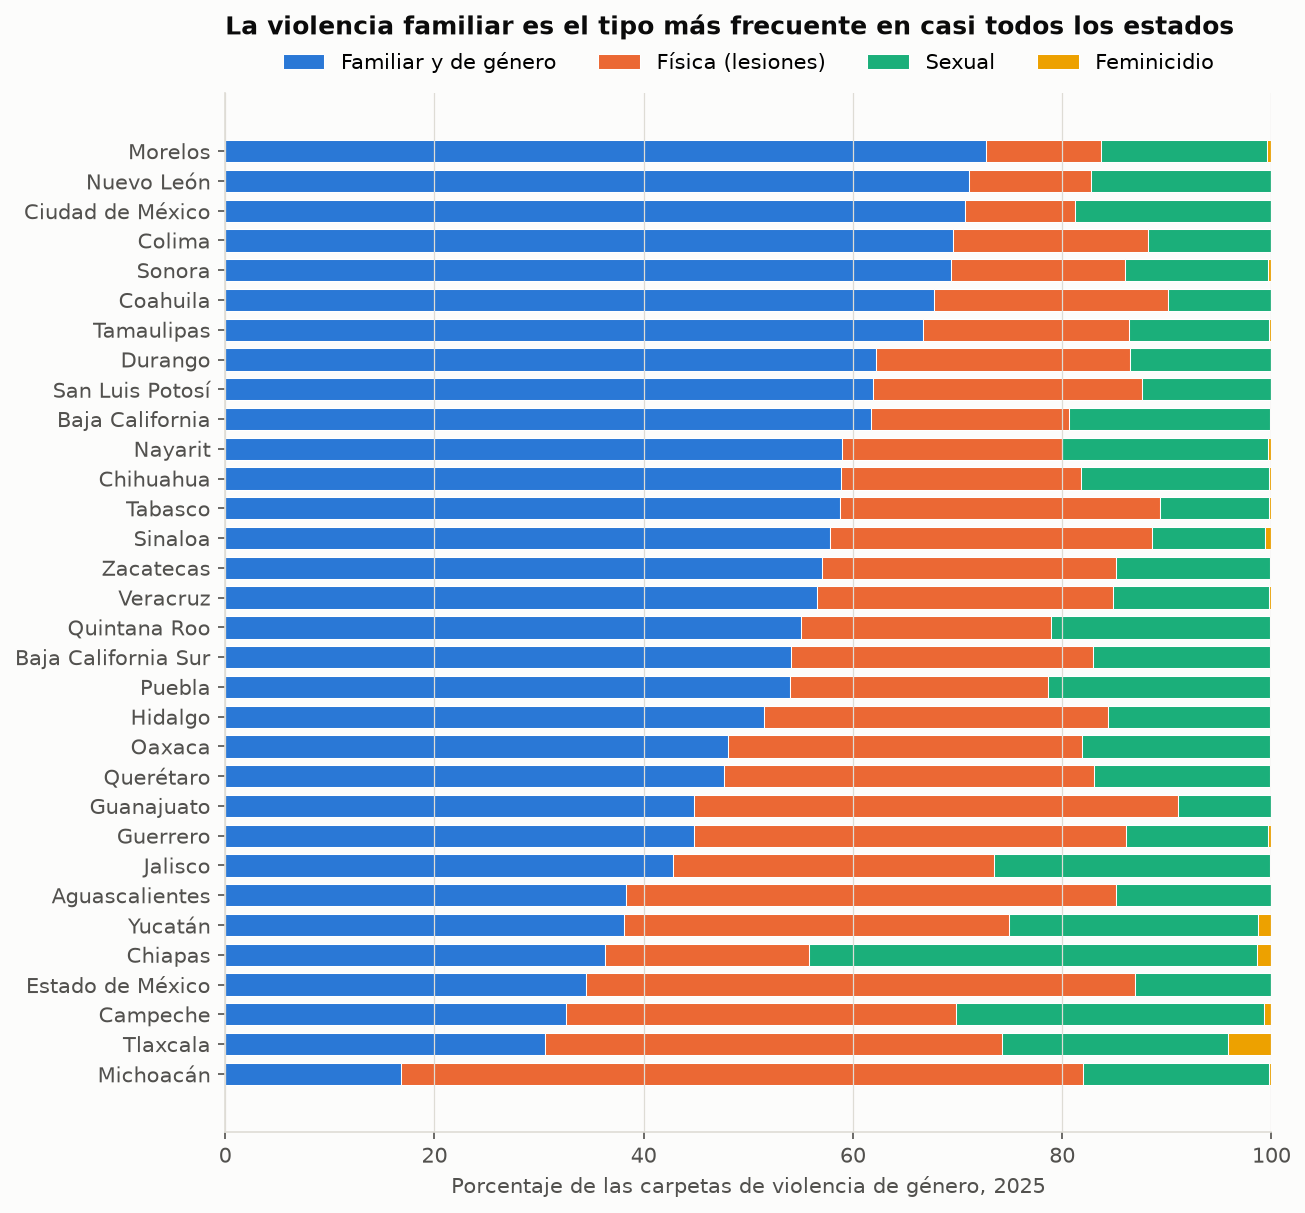 La violencia familiar es el tipo más frecuente en casi todos los estados
Familiar y de género
Física (lesiones)
Sexual
Feminicidio
Morelos
Nuevo León
Ciudad de México
Colima
Sonora
Coahuila
Tamaulipas
Durango
San Luis Potosí
Baja California
Nayarit
Chihuahua
Tabasco
Sinaloa
Zacatecas
Veracruz
Quintana Roo
Baja California Sur
Puebla
Hidalgo
Oaxaca
Querétaro
Guanajuato
Guerrero
Jalisco
Aguascalientes
Yucatán
Chiapas
Estado de México
Campeche
Tlaxcala
Michoacán
0 20 40 60 80 100
Porcentaje de las carpetas de violencia de género, 2025